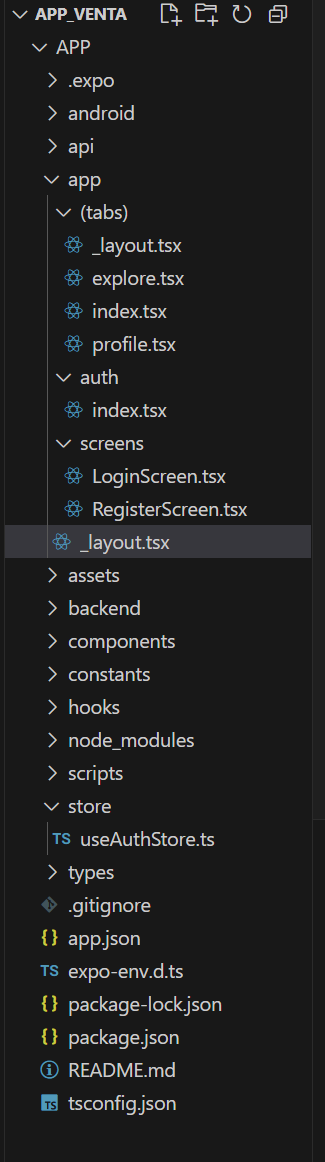 APP_VENTA
APP
.expo
android
api
app
(tabs)
_layout.tsx
explore.tsx
index.tsx
profile.tsx
auth
index.tsx
screens
LoginScreen.tsx
RegisterScreen.tsx
_layout.tsx
assets
backend
components
constants
hooks
node_modules
scripts
store
TS useAuthStore.ts
types
.gitignore
{} app.json
TS expo-env.d.ts
{} package-lock.json
{} package.json
README.md
TS tsconfig.json